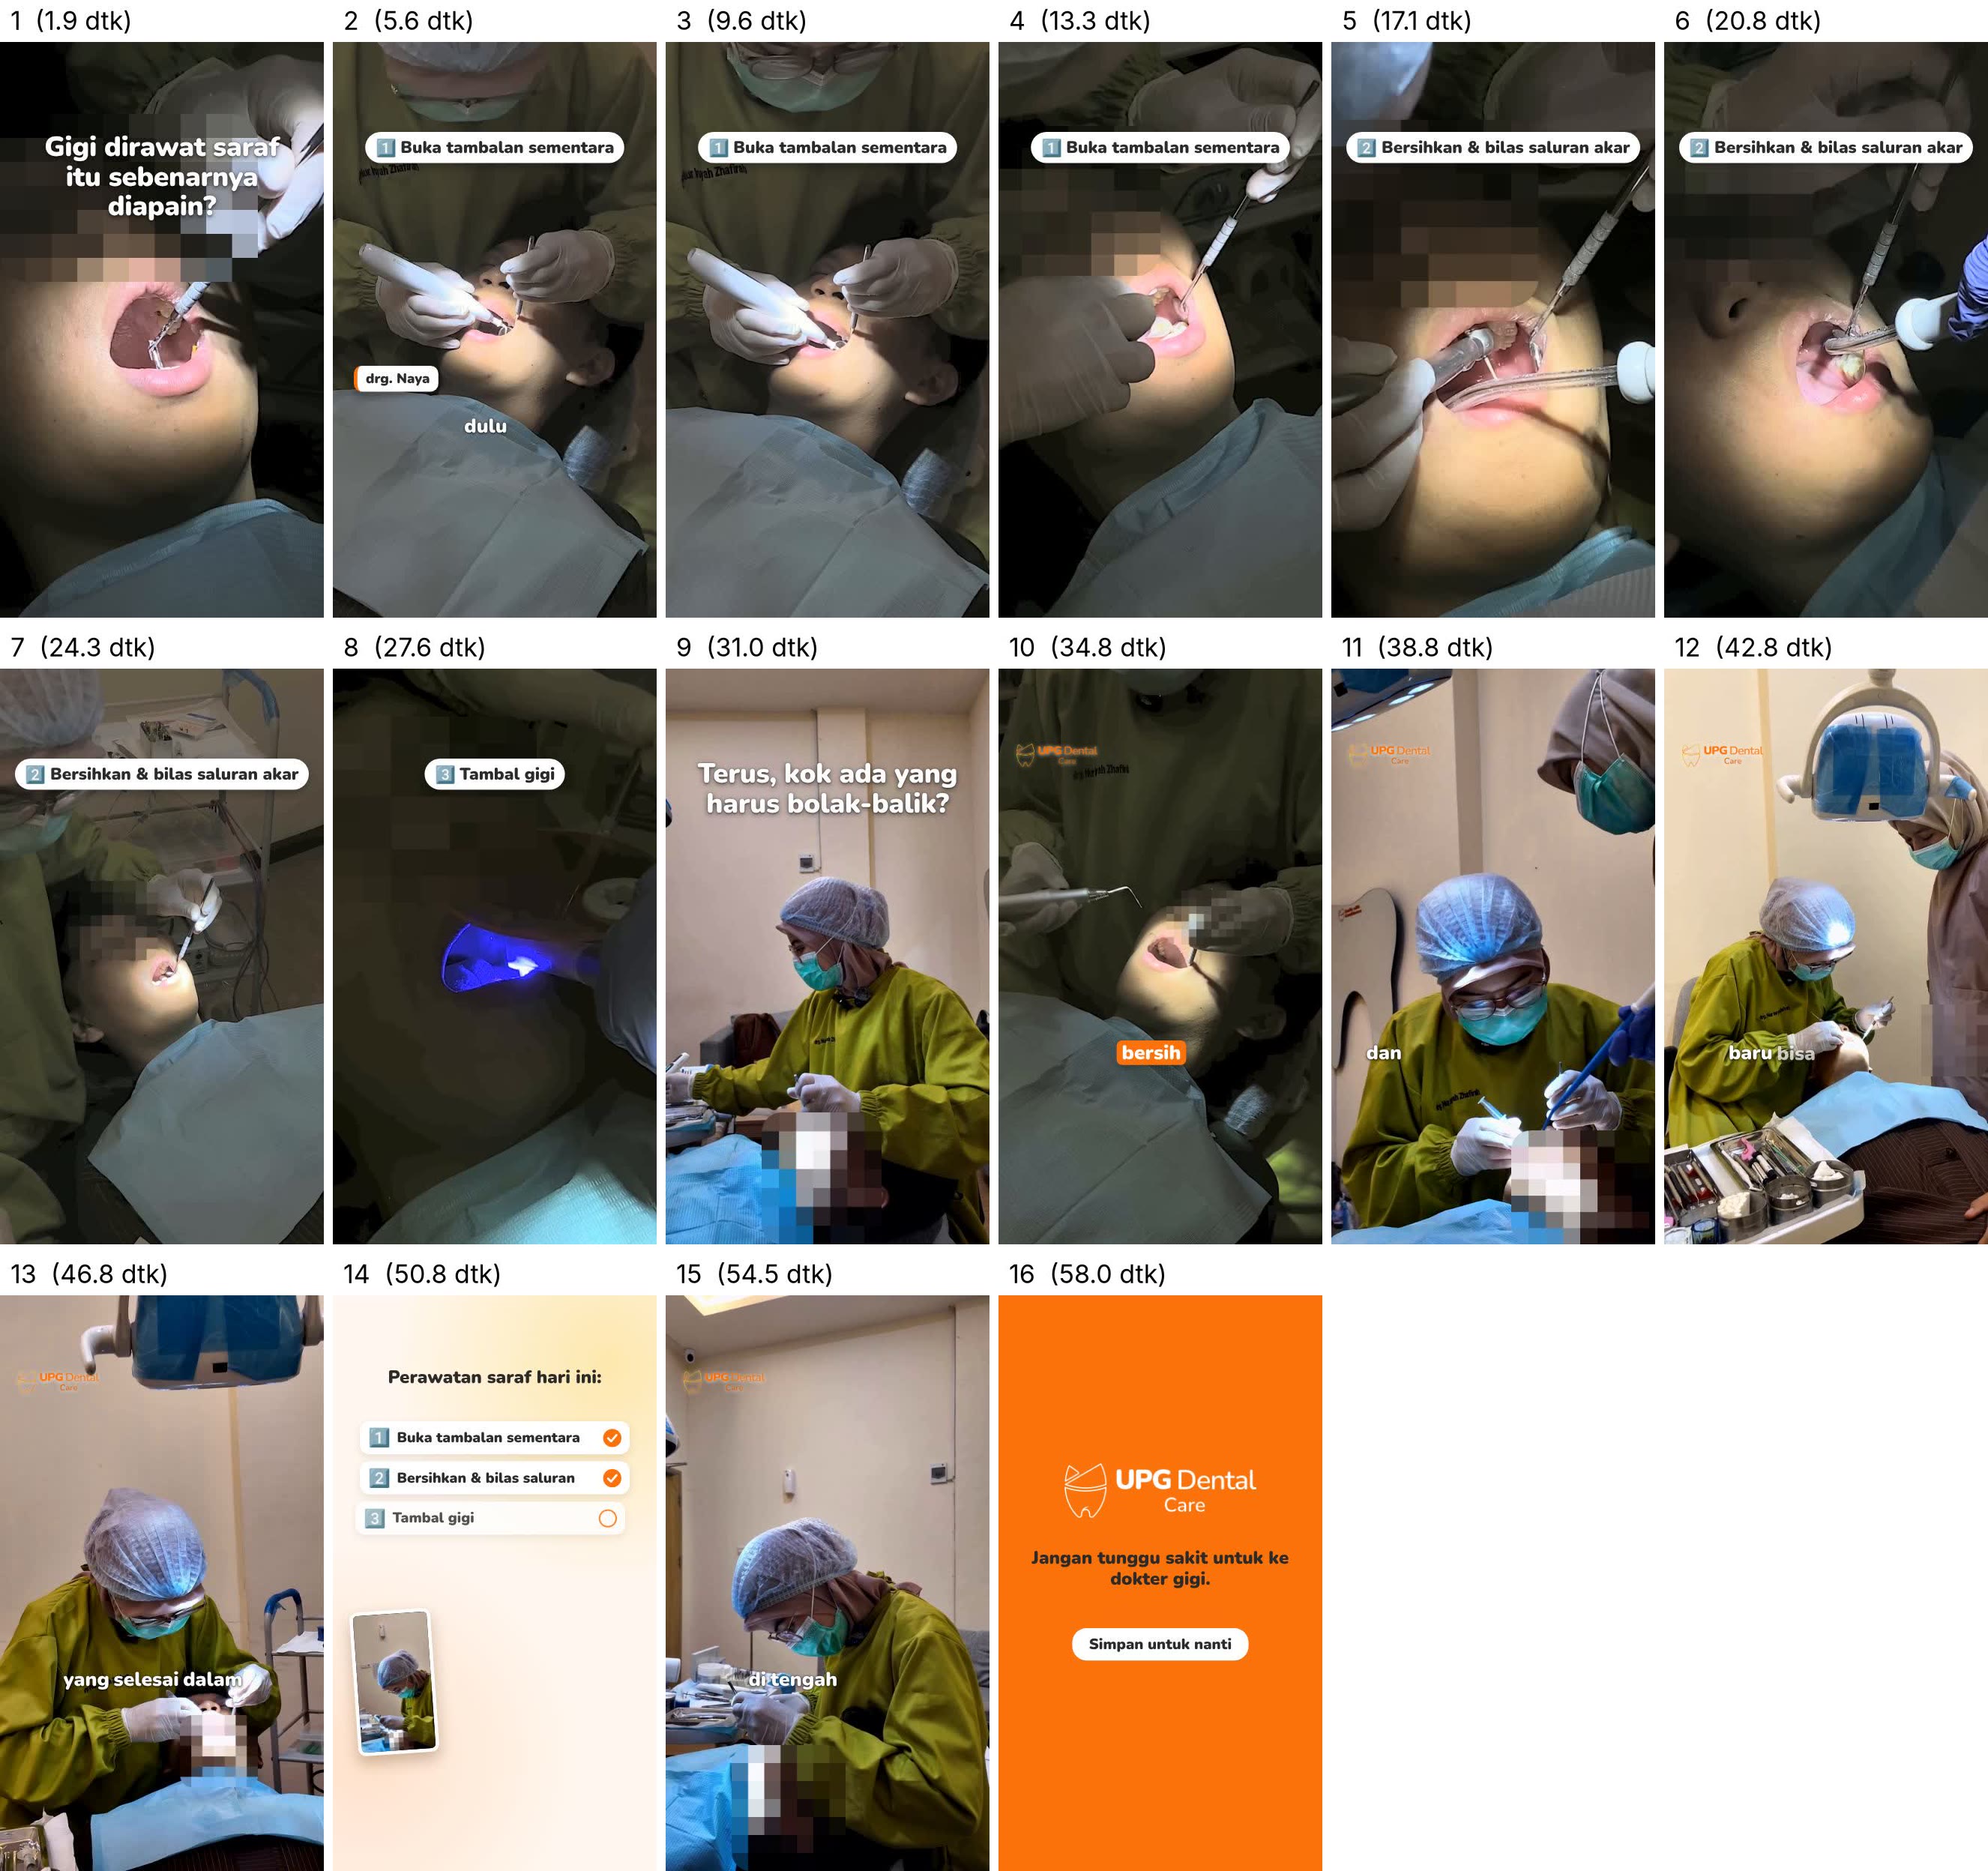 1 (1.9 dtk)
Gigi dirawat saraf
itu sebenarnya
diapain?
2 (5.6 dtk)
1 Buka tambalan sementara
drg. Naya
dulu
3 (9.6 dtk)
1 Buka tambalan sementara
4 (13.3 dtk)
1 Buka tambalan sementara
5 (17.1 dtk)
2 Bersihkan & bilas saluran akar
6 (20.8 dtk)
2 Bersihkan & bilas saluran akar
7 (24.3 dtk)
2 Bersihkan & bilas saluran akar
8 (27.6 dtk)
3 Tambal gigi
9 (31.0 dtk)
Terus, kok ada yang
harus bolak-balik?
10 (34.8 dtk)
UPG Dental
Care
bersih
11 (38.8 dtk)
UPG Dental
Care
dan
12 (42.8 dtk)
UPG Dental
Care
baru bisa
13 (46.8 dtk)
UPG Dental
Care
yang selesai dalam
14 (50.8 dtk)
Perawatan saraf hari ini:
1 Buka tambalan sementara
2 Bersihkan & bilas saluran
3 Tambal gigi
15 (54.5 dtk)
UPG Dental
Care
di tengah
16 (58.0 dtk)
UPG Dental
Care
Jangan tunggu sakit untuk ke
dokter gigi.
Simpan untuk nanti